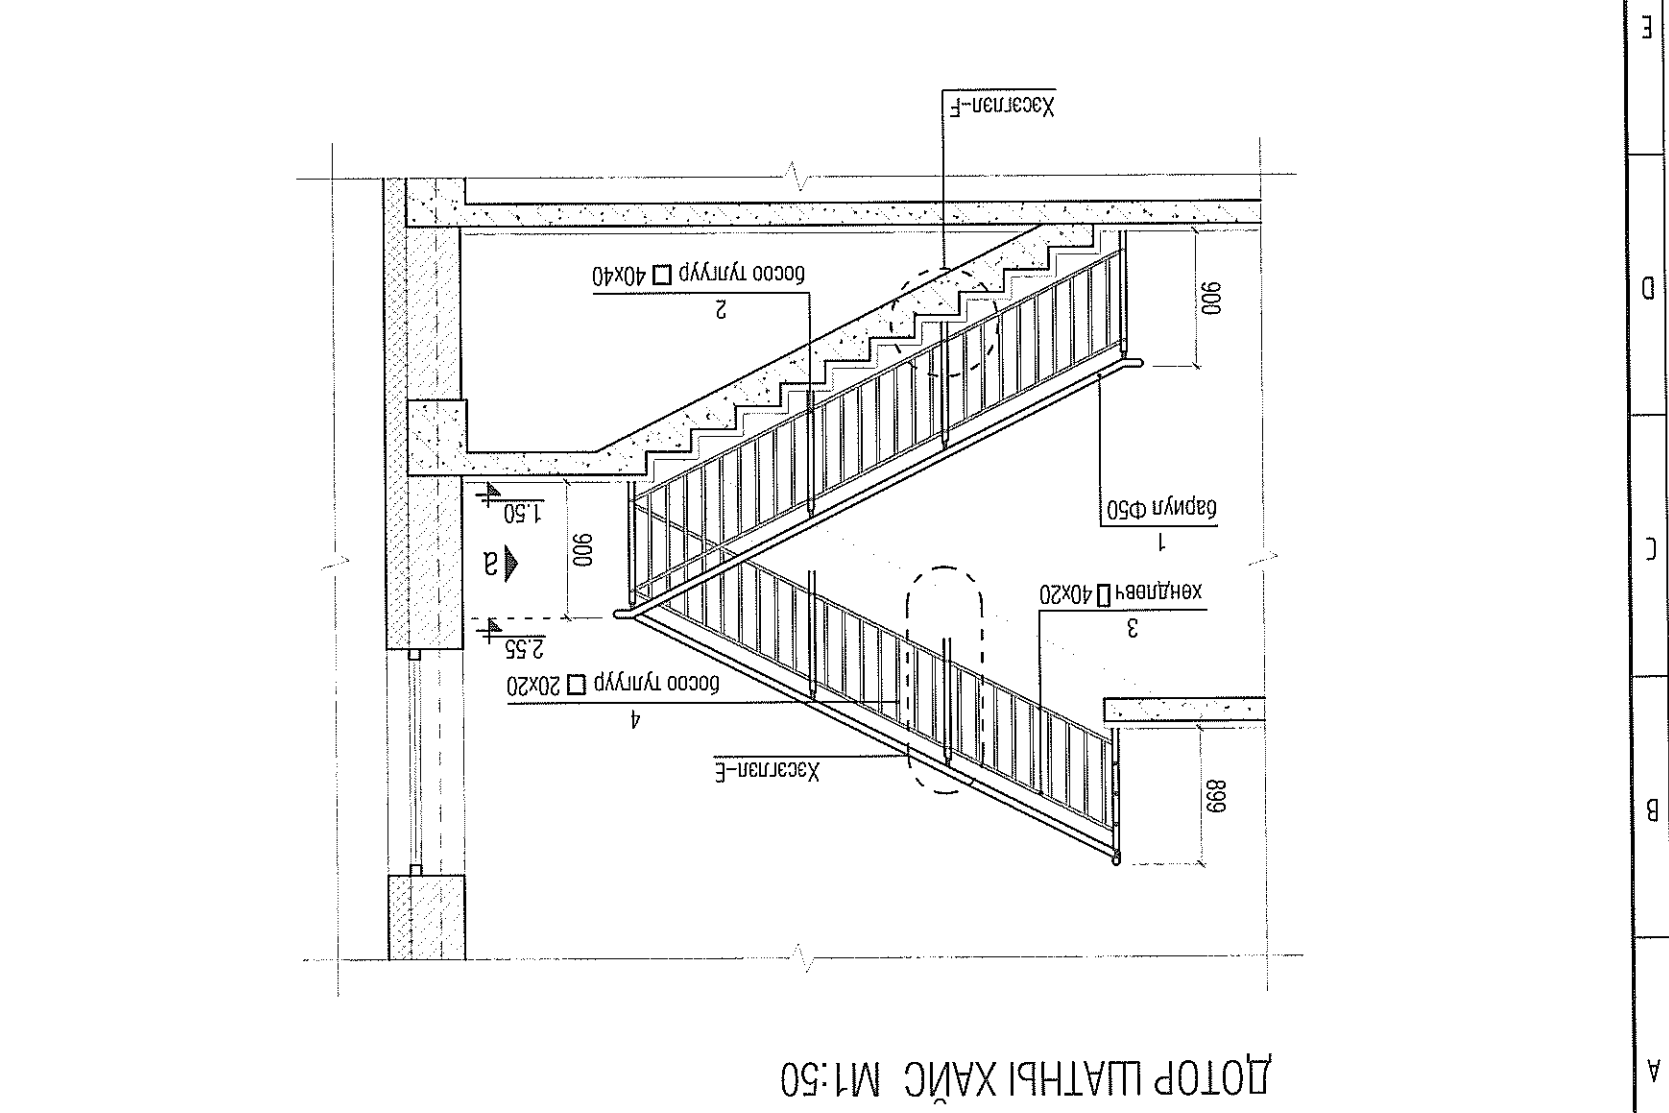 ДОТОР ШАТНЫ ХАЙС М1:50
A
B
899
Хэсэглэл-E
4
босоо тулгуур 20x20
2.55
3
хөндлөвч 40x20
a
900
C
1
бариул Ф50
1.50
2
босоо тулгуур 40x40
900
D
Хэсэглэл-F
E